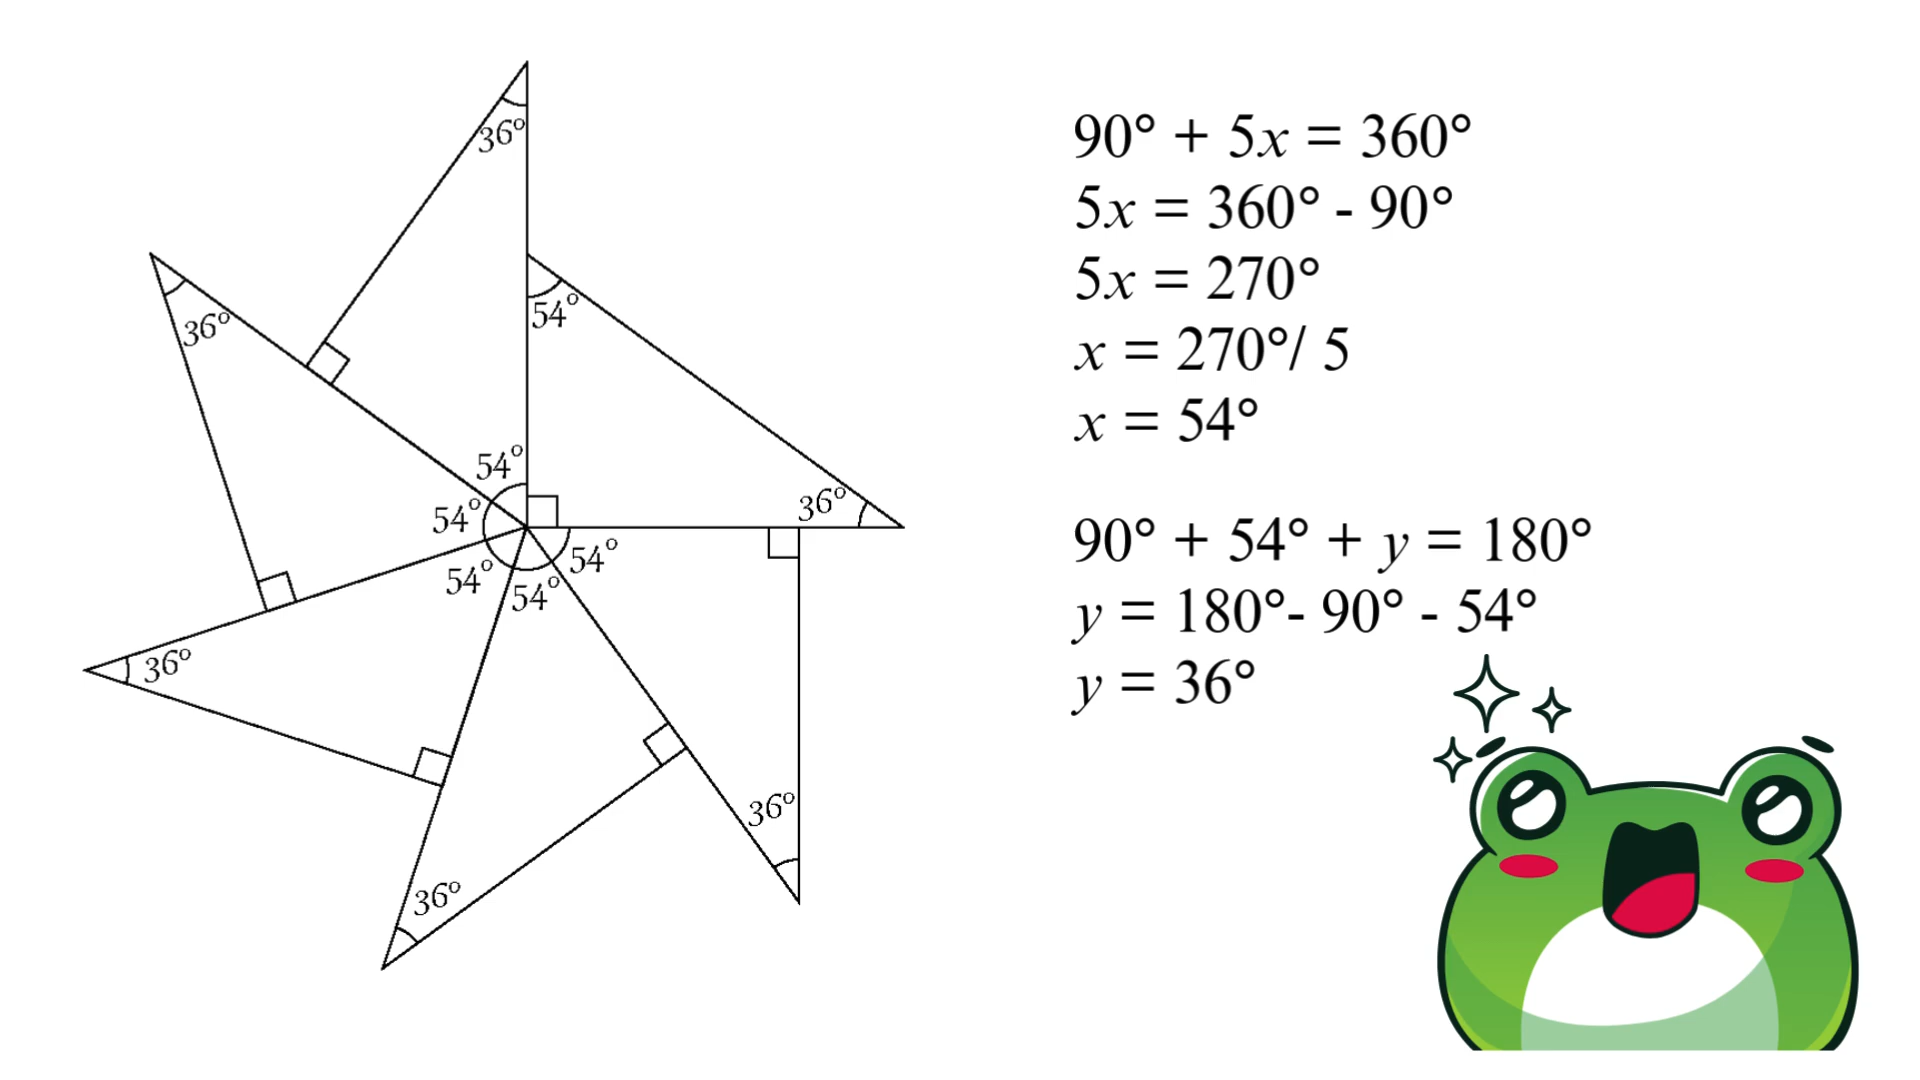 36°
36°
54°
36°
54°
54°
54°
54°
54°
36°
36°
36°
90° + 5x = 360°
5x = 360° - 90°
5x = 270°
x = 270°/ 5
x = 54°
90° + 54° + y = 180°
y = 180°- 90° - 54°
y = 36°